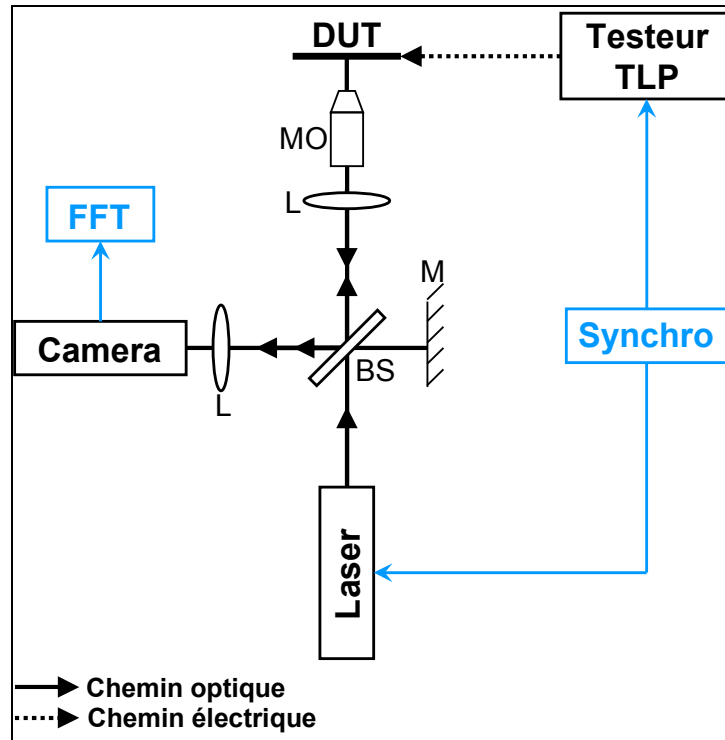 DUT
Testeur
TLP
MO
L
FFT
M
Camera
L
BS
Synchro
Laser
Chemin optique
Chemin électrique